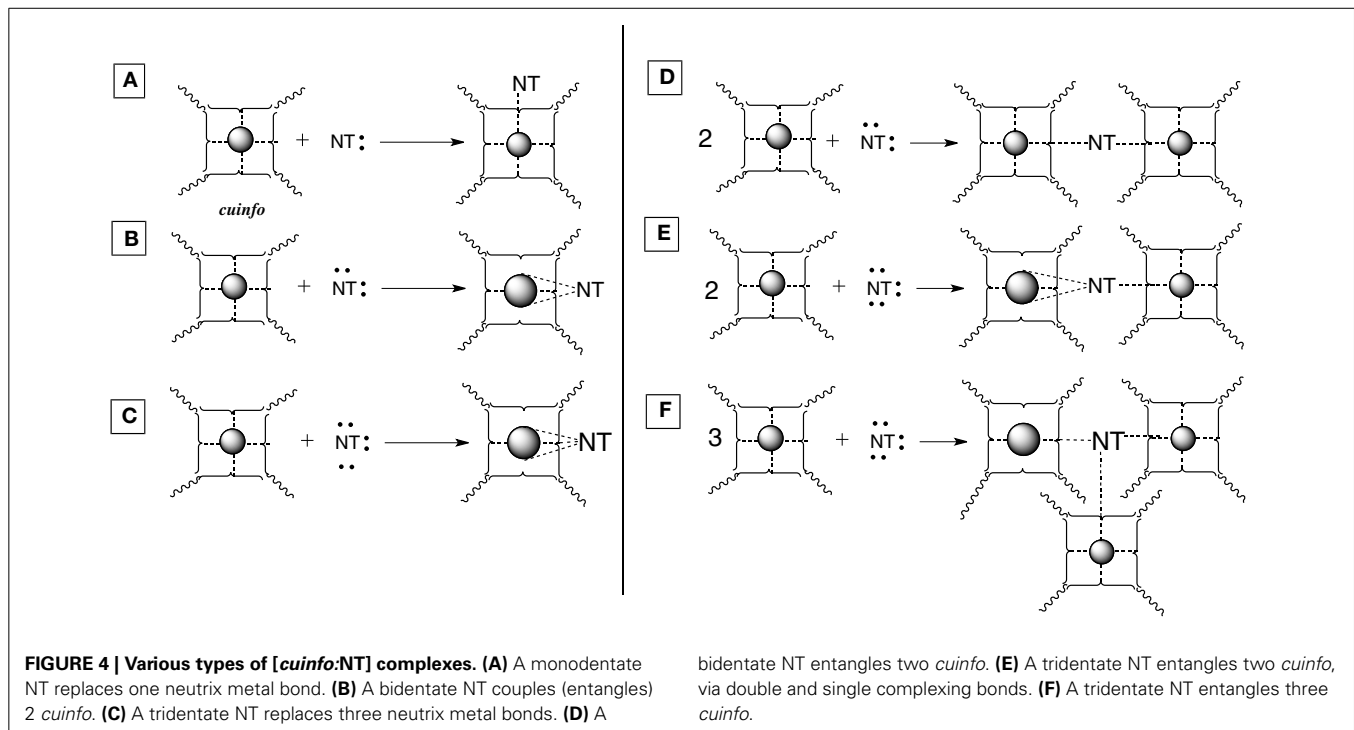 A
NT
+ NT:
cuinfo
B
+ NT: NT
C
+ NT: NT
D
2 + NT NT
E
2 + NT: NT
F
3 + NT: NT
FIGURE 4 | Various types of [cuinfo:NT] complexes. (A) A monodentate
NT replaces one neutrix metal bond. (B) A bidentate NT couples (entangles)
2 cuinfo. (C) A tridentate NT replaces three neutrix metal bonds. (D) A
bidentate NT entangles two cuinfo. (E) A tridentate NT entangles two cuinfo,
via double and single complexing bonds. (F) A tridentate NT entangles three
cuinfo.